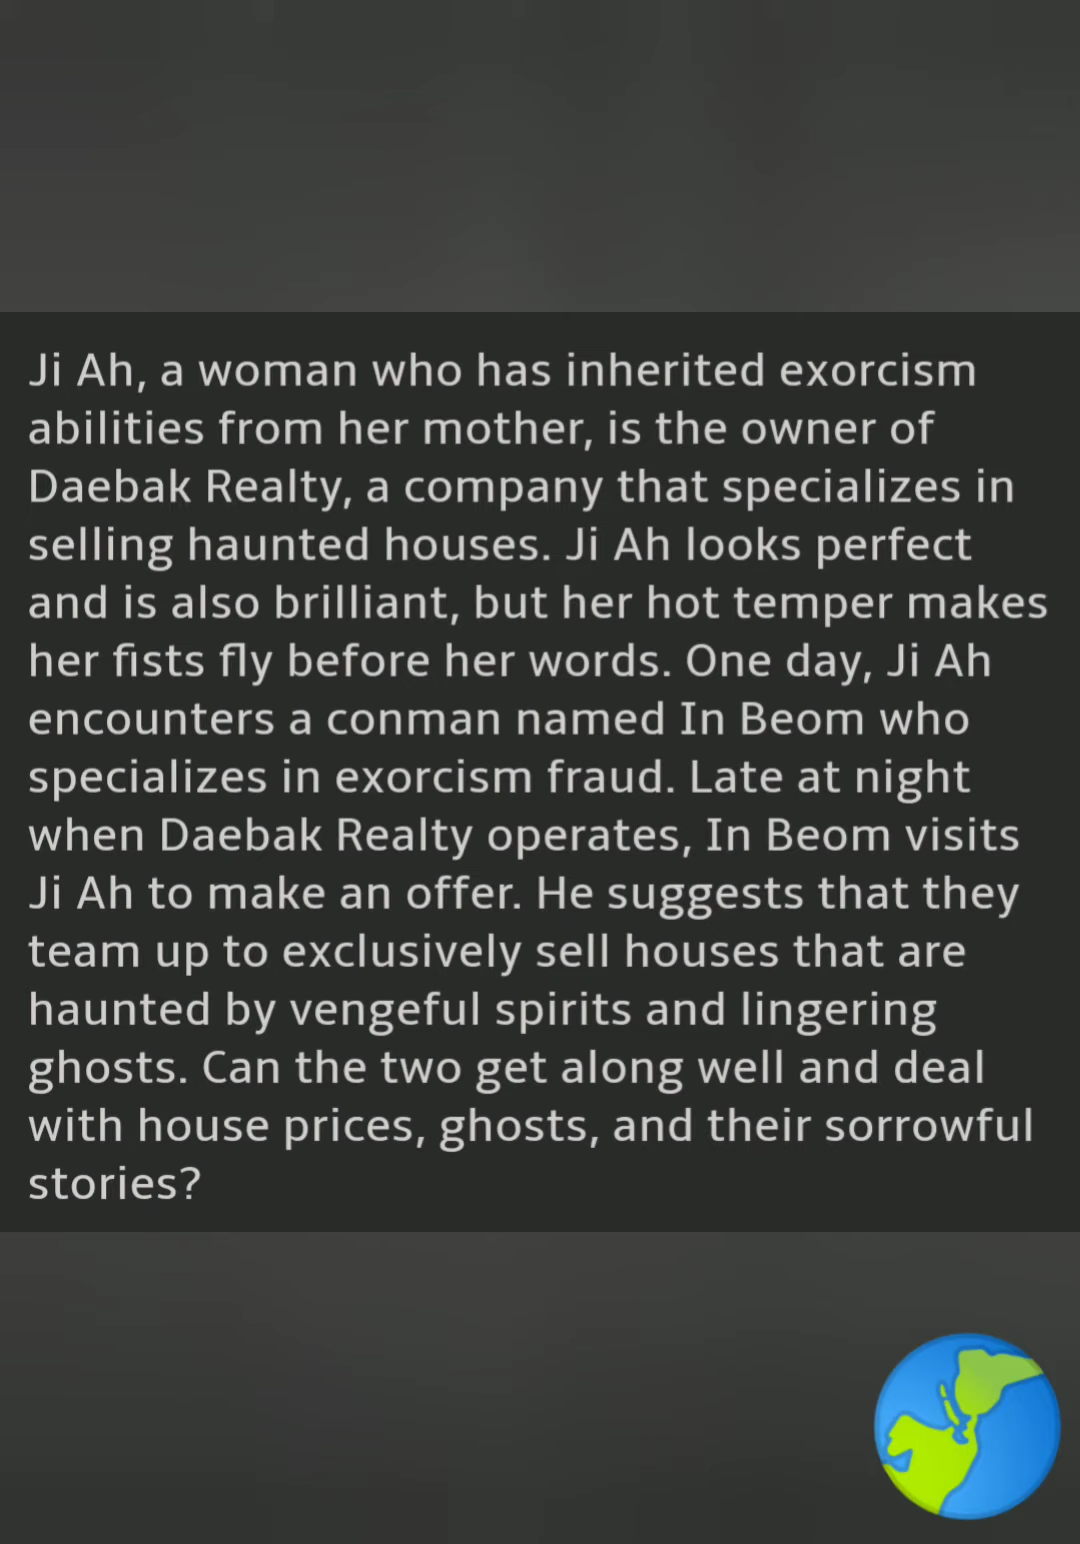 Ji Ah, a woman who has inherited exorcism
abilities from her mother, is the owner of
Daebak Realty, a company that specializes in
selling haunted houses. Ji Ah looks perfect
and is also brilliant, but her hot temper makes
her fists fly before her words. One day, Ji Ah
encounters a conman named In Beom who
specializes in exorcism fraud. Late at night
when Daebak Realty operates, In Beom visits
Ji Ah to make an offer. He suggests that they
team up to exclusively sell houses that are
haunted by vengeful spirits and lingering
ghosts. Can the two get along well and deal
with house prices, ghosts, and their sorrowful
stories?